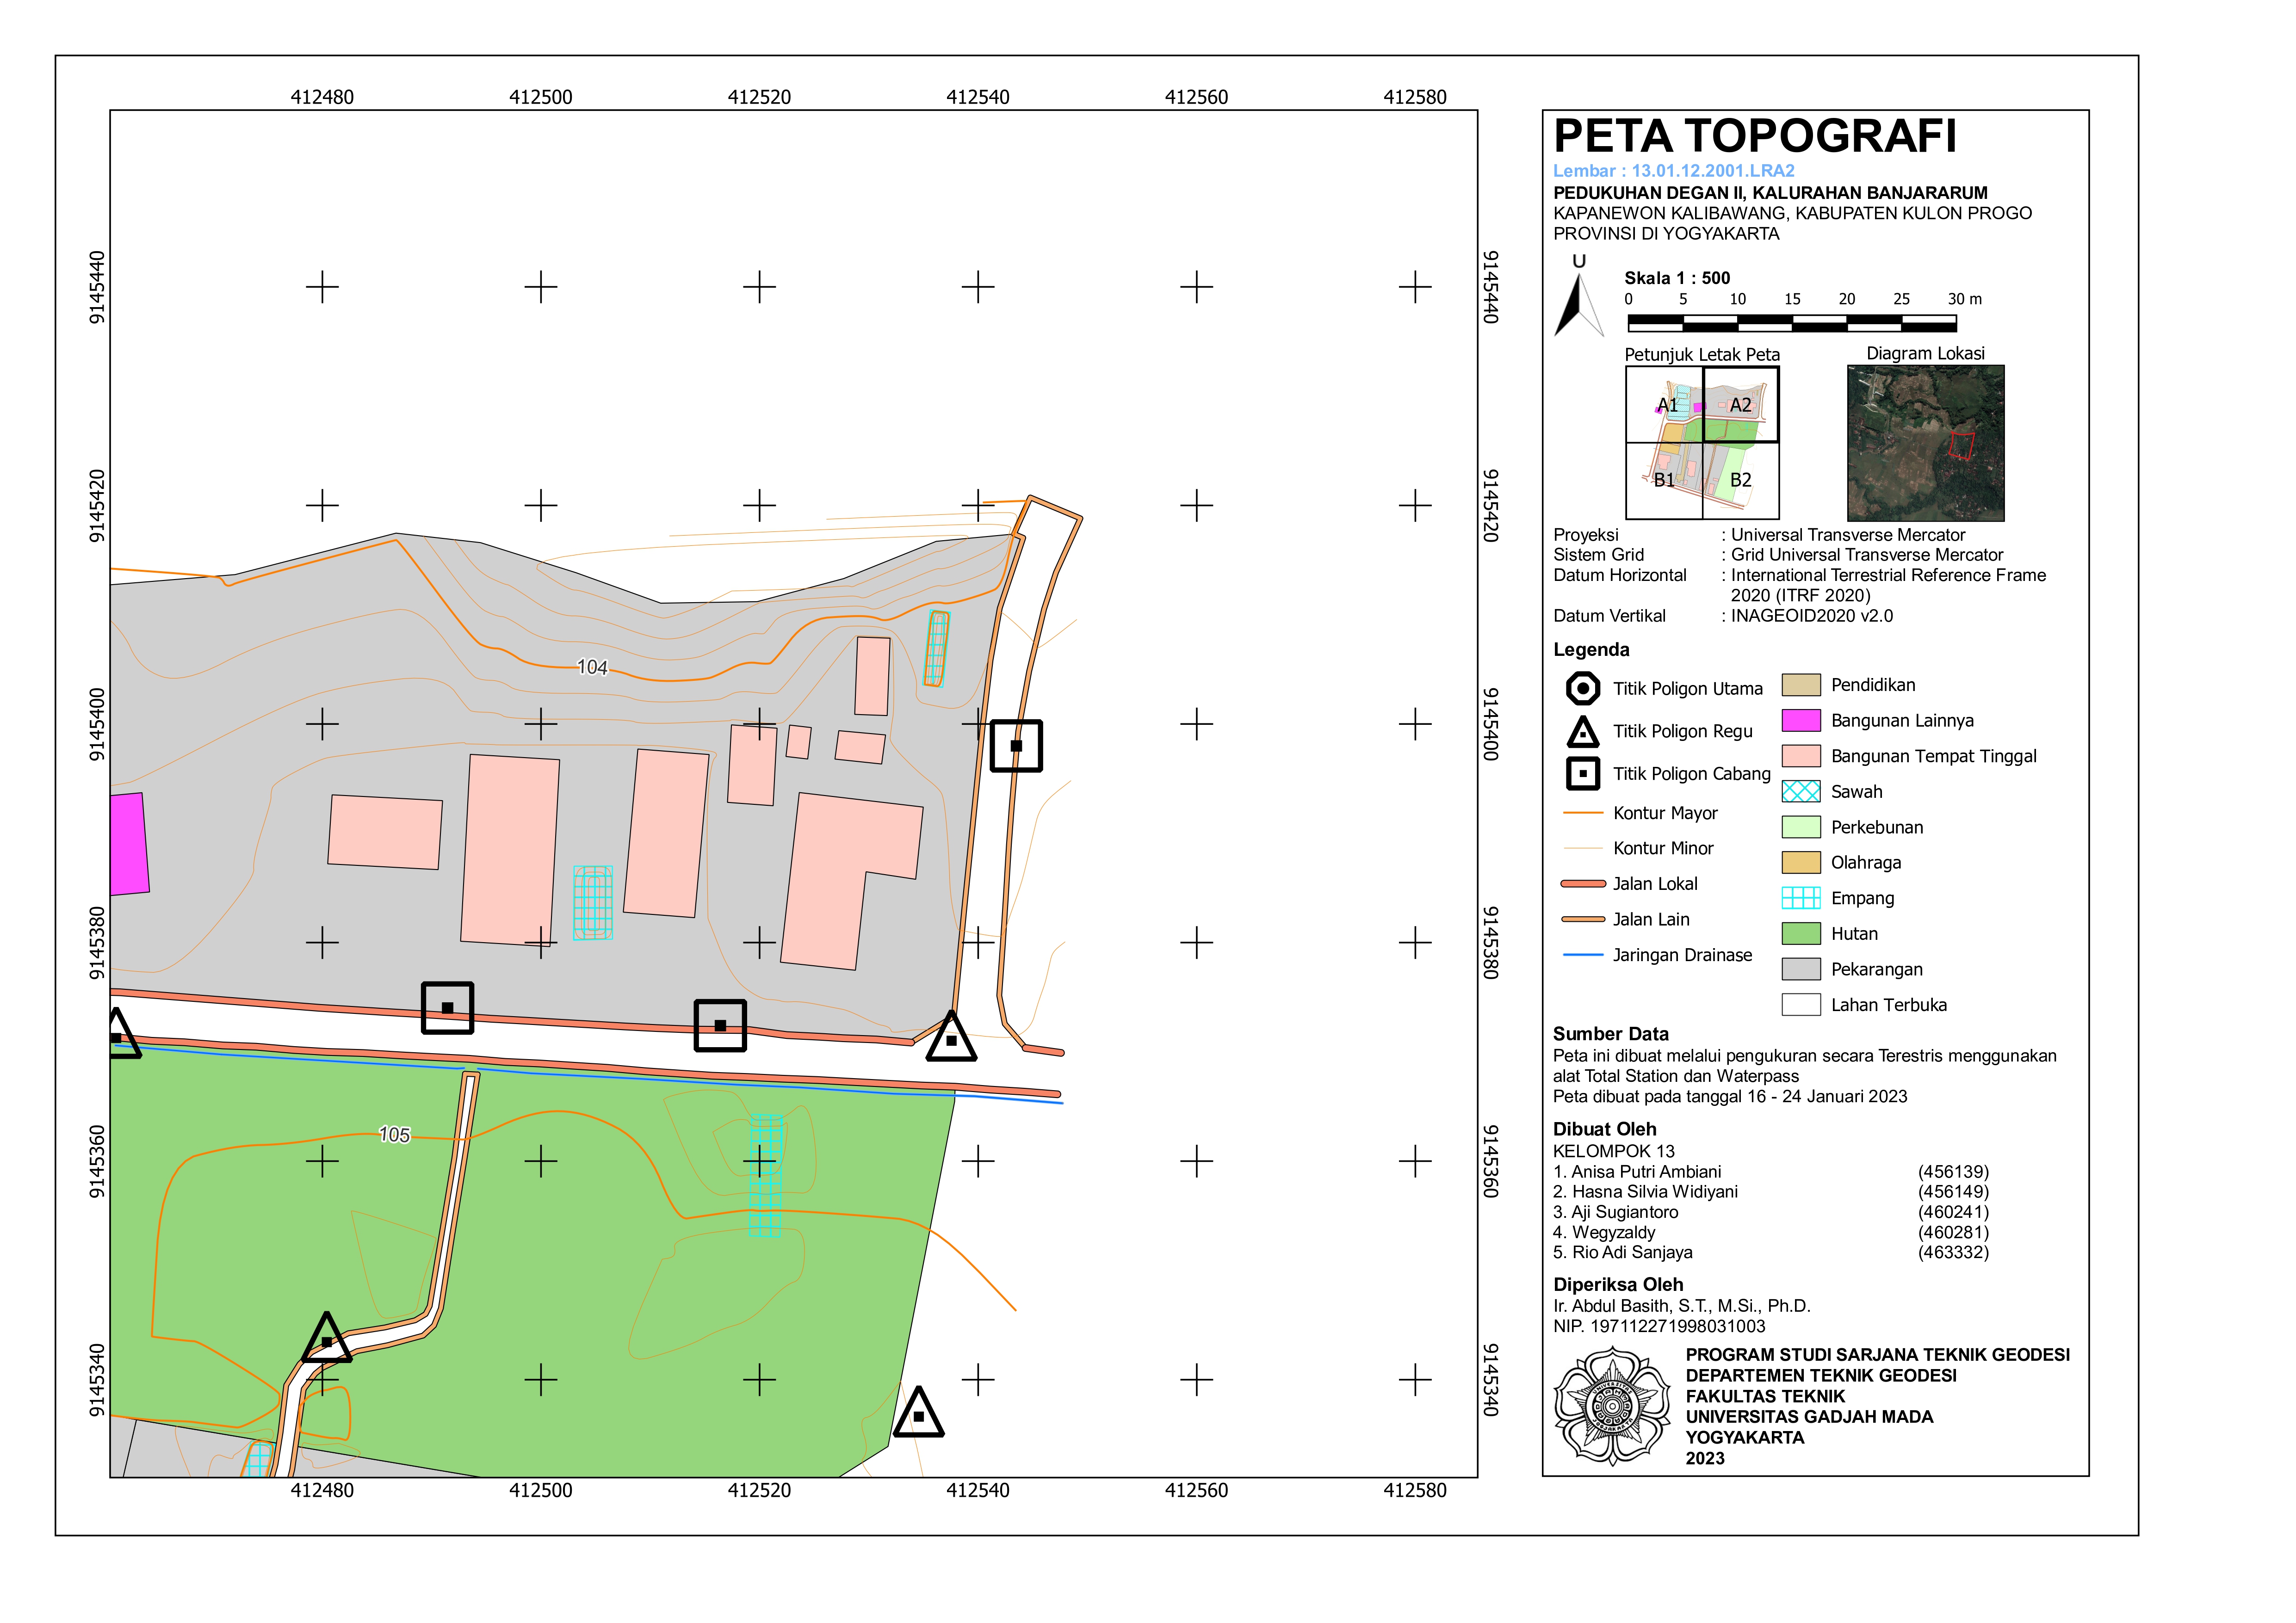 412480 412500 412520 412540 412560 412580
9145440
9145420
9145400
9145380
9145360
9145340
104
105
9145440
9145420
9145400
9145380
9145360
9145340
412480 412500 412520 412540 412560 412580
PETA TOPOGRAFI
Lembar : 13.01.12.2001.LRA2
PEDUKUHAN DEGAN II, KALURAHAN BANJARARUM
KAPANEWON KALIBAWANG, KABUPATEN KULON PROGO
PROVINSI DI YOGYAKARTA
U
Skala 1 : 500
0 5 10 15 20 25 30 m
Petunjuk Letak Peta
A1 A2
B1 B2
Diagram Lokasi
Proyeksi : Universal Transverse Mercator
Sistem Grid : Grid Universal Transverse Mercator
Datum Horizontal : International Terrestrial Reference Frame
2020 (ITRF 2020)
Datum Vertikal : INAGEOID2020 v2.0
Legenda
Titik Poligon Utama
Titik Poligon Regu
Titik Poligon Cabang
Kontur Mayor
Kontur Minor
Jalan Lokal
Jalan Lain
Jaringan Drainase
Pendidikan
Bangunan Lainnya
Bangunan Tempat Tinggal
Sawah
Perkebunan
Olahraga
Empang
Hutan
Pekarangan
Lahan Terbuka
Sumber Data
Peta ini dibuat melalui pengukuran secara Terestris menggunakan
alat Total Station dan Waterpass
Peta dibuat pada tanggal 16 - 24 Januari 2023
Dibuat Oleh
KELOMPOK 13
1. Anisa Putri Ambiani (456139)
2. Hasna Silvia Widiyani (456149)
3. Aji Sugiantoro (460241)
4. Wegyzaldy (460281)
5. Rio Adi Sanjaya (463332)
Diperiksa Oleh
Ir. Abdul Basith, S.T., M.Si., Ph.D.
NIP. 197112271998031003
PROGRAM STUDI SARJANA TEKNIK GEODESI
DEPARTEMEN TEKNIK GEODESI
FAKULTAS TEKNIK
UNIVERSITAS GADJAH MADA
YOGYAKARTA
2023